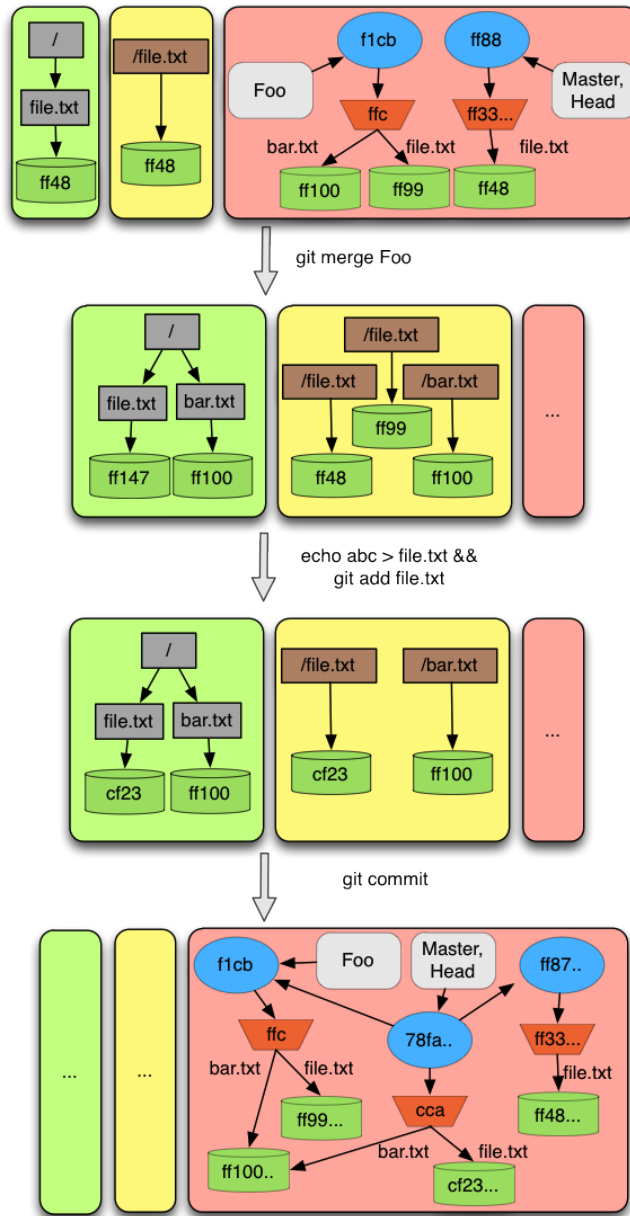 /
file.txt
ff48
/file.txt
ff48
f1cb
ff88
Foo
Master,
Head
ffc
ff33...
bar.txt
file.txt
file.txt
ff100
ff99
ff48
git merge Foo
/
file.txt
bar.txt
ff147
ff100
/file.txt
/file.txt
/bar.txt
ff99
ff48
ff100
...
echo abc > file.txt &&
git add file.txt
/
file.txt
bar.txt
cf23
ff100
/file.txt
/bar.txt
cf23
ff100
...
git commit
...
...
f1cb
Foo
Master,
Head
ff87..
ffc
78fa..
ff33...
bar.txt
file.txt
file.txt
ff99...
cca
ff48...
ff100..
bar.txt
file.txt
cf23...